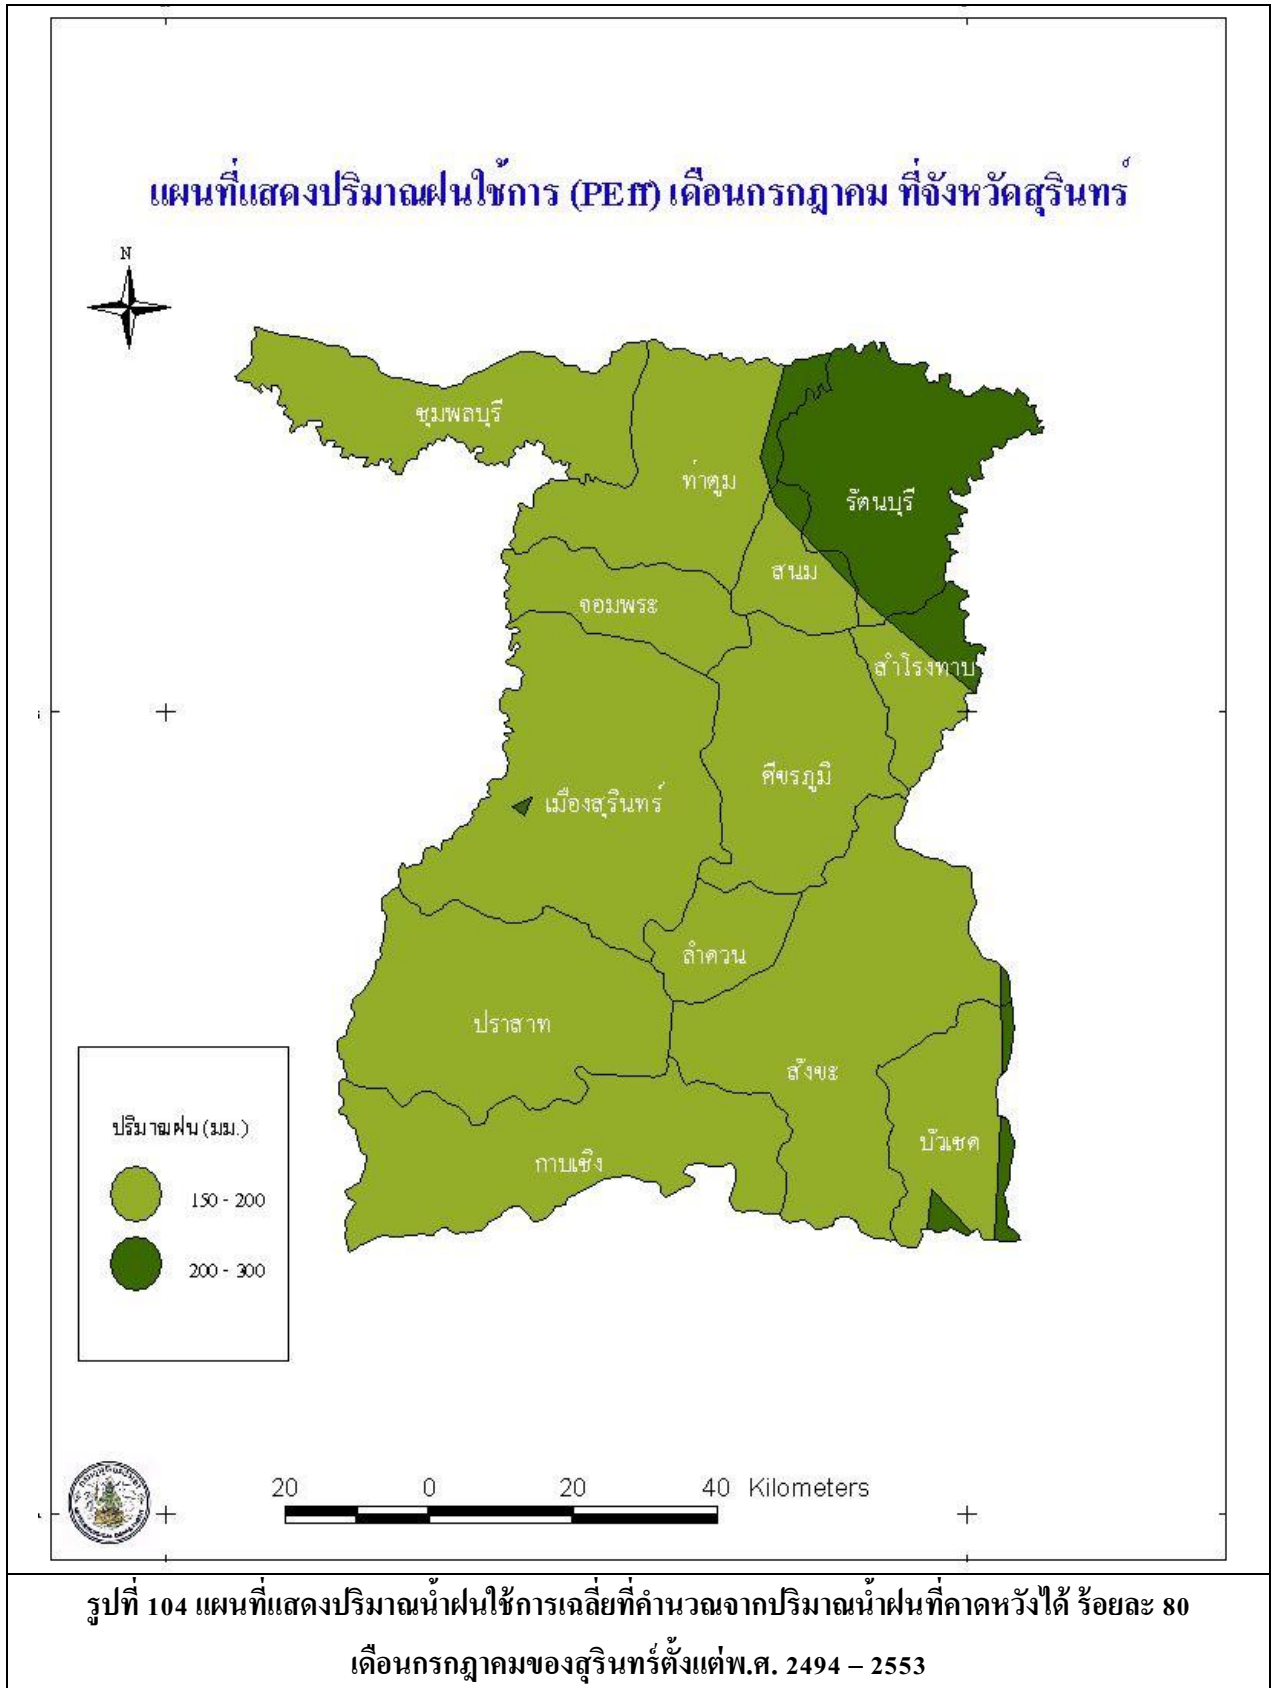 แผนที่แสดงปริมาณฝนใช้การ (PEff) เดือนกรกฎาคม ที่จังหวัดสุรินทร์
N
ชุมพลบุรี
ท่าตูม
รัตนบุรี
สนม
จอมพระ
สำโรงทาบ
ศีขรภูมิ
เมืองสุรินทร์
ลำดวน
ปราสาท
สังขะ
บัวเชด
กาบเชิง
ปริมาณฝน (มม.)
150 - 200
200 - 300
20 0 20 40 Kilometers
รูปที่ 104 แผนที่แสดงปริมาณน้ำฝนใช้การเฉลี่ยที่คำนวณจากปริมาณน้ำฝนที่คาดหวังได้ ร้อยละ 80
เดือนกรกฎาคมของสุรินทร์ตั้งแต่พ.ศ. 2494 – 2553